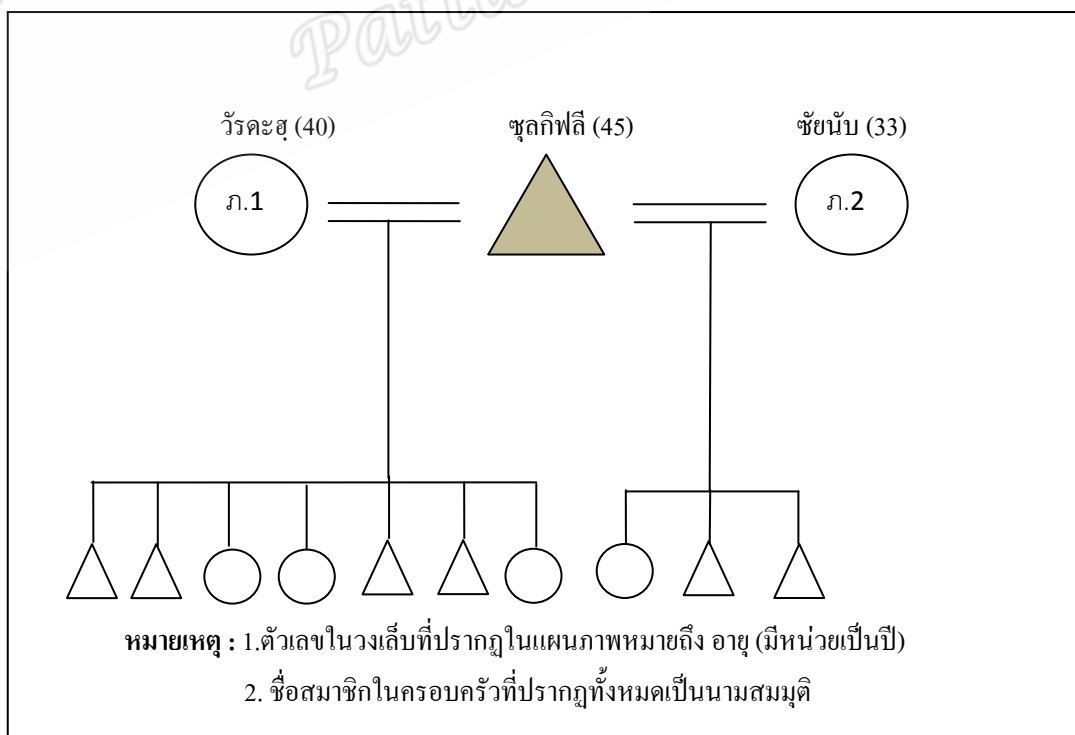 วัรดะฮฺ (40) ซุลกิฟลี (45) ซัยนับ (33)
ภ.1 ภ.2
หมายเหตุ : 1.ตัวเลขในวงเล็บที่ปรากฏในแผนภาพหมายถึง อายุ (มีหน่วยเป็นปี)
2. ชื่อสมาชิกในครอบครัวที่ปรากฏทั้งหมดเป็นนามสมมุติ